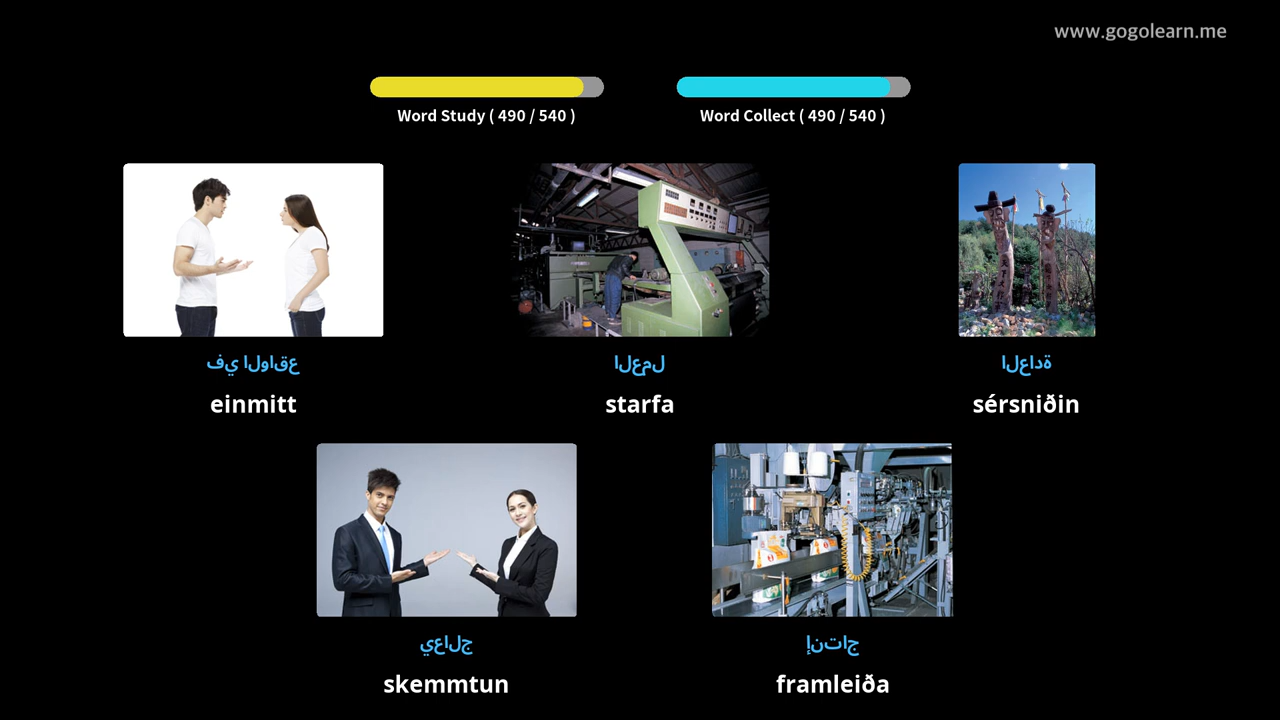 www.gogolearn.me
Word Study ( 490 / 540 )
Word Collect ( 490 / 540 )
في الواقع
einmitt
العمل
starfa
العادة
sérsniðin
يعالج
skemmtun
إنتاج
framleiða